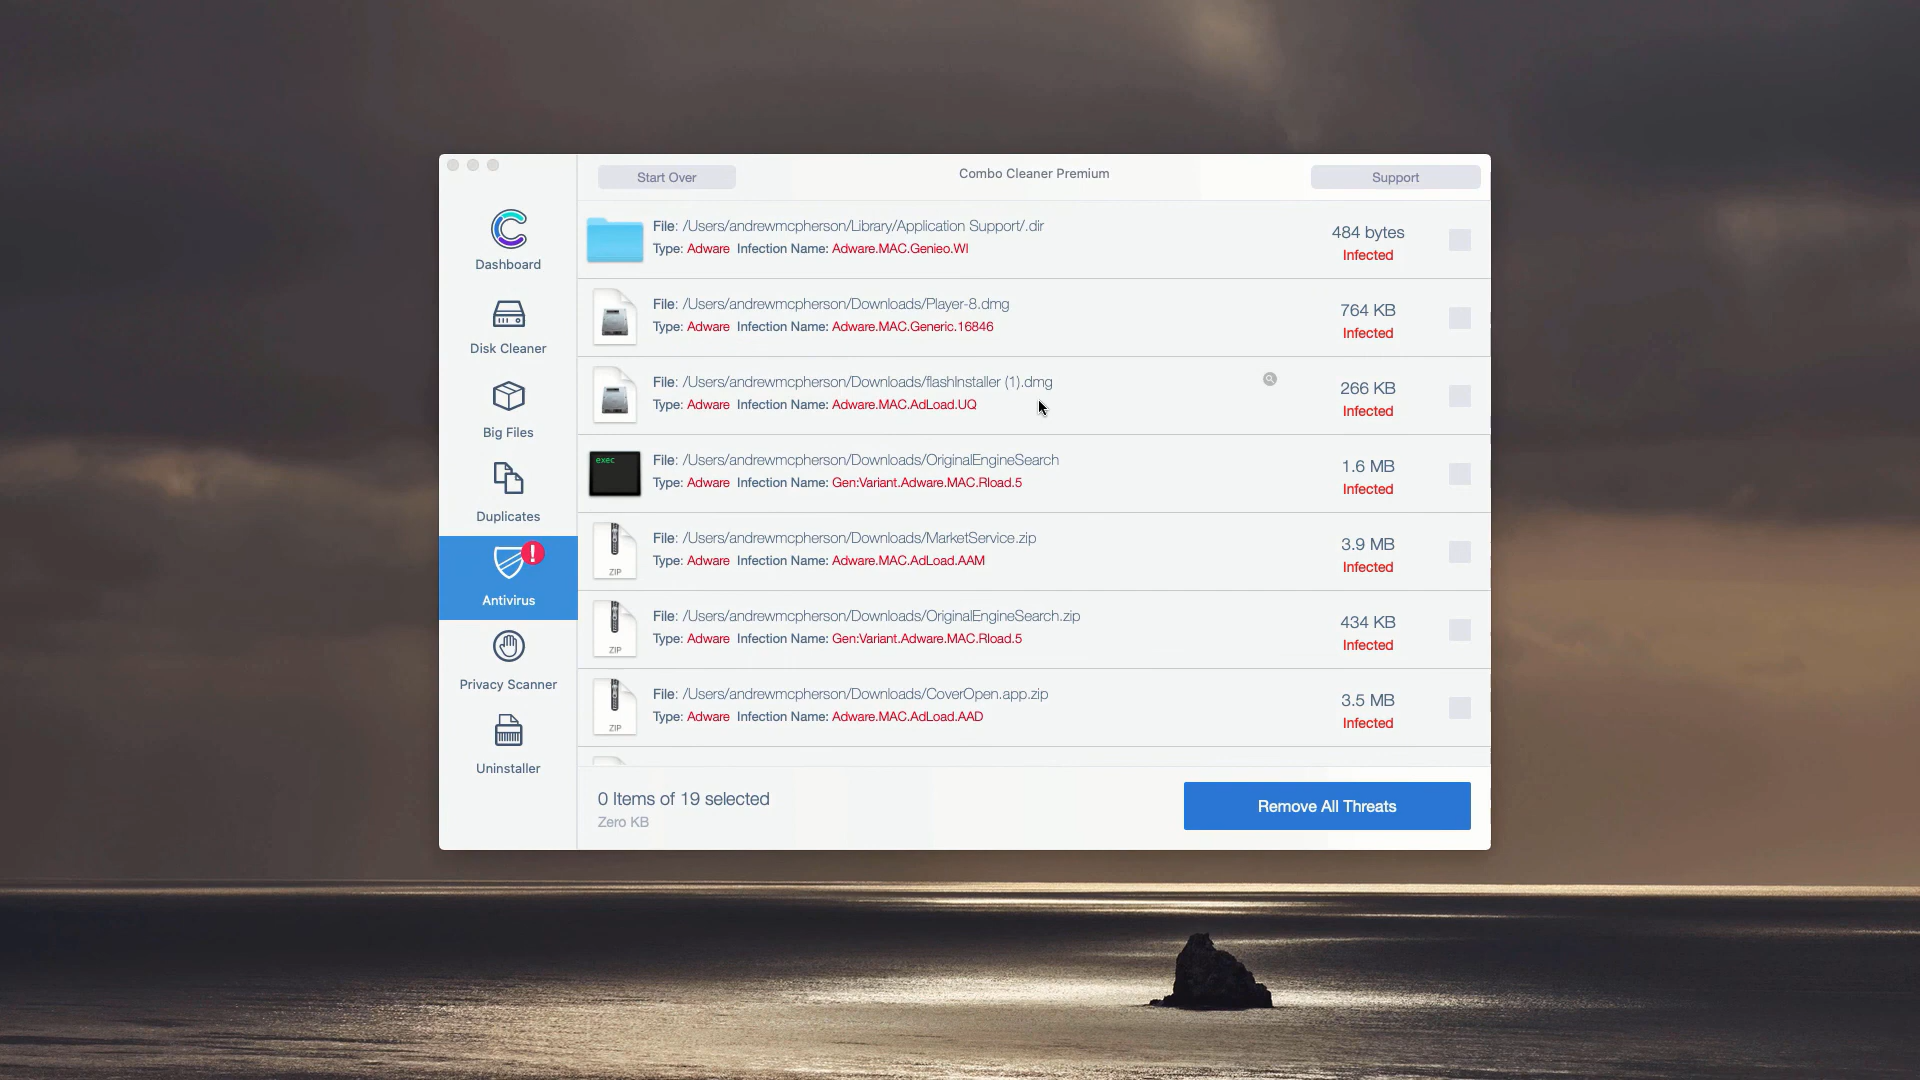 Start Over
Combo Cleaner Premium
Support
Dashboard
Disk Cleaner
Big Files
Duplicates
Antivirus
Privacy Scanner
Uninstaller
File: /Users/andrewmcpherson/Library/Application Support/.dir
Type: Adware Infection Name: Adware.MAC.Genieo.WI
484 bytes
Infected
File: /Users/andrewmcpherson/Downloads/Player-8.dmg
Type: Adware Infection Name: Adware.MAC.Generic.16846
764 KB
Infected
File: /Users/andrewmcpherson/Downloads/flashInstaller (1).dmg
Type: Adware Infection Name: Adware.MAC.AdLoad.UQ
266 KB
Infected
exec
File: /Users/andrewmcpherson/Downloads/OriginalEngineSearch
Type: Adware Infection Name: Gen:Variant.Adware.MAC.Rload.5
1.6 MB
Infected
ZIP
File: /Users/andrewmcpherson/Downloads/MarketService.zip
Type: Adware Infection Name: Adware.MAC.AdLoad.AAM
3.9 MB
Infected
ZIP
File: /Users/andrewmcpherson/Downloads/OriginalEngineSearch.zip
Type: Adware Infection Name: Gen:Variant.Adware.MAC.Rload.5
434 KB
Infected
ZIP
File: /Users/andrewmcpherson/Downloads/CoverOpen.app.zip
Type: Adware Infection Name: Adware.MAC.AdLoad.AAD
3.5 MB
Infected
0 Items of 19 selected
Zero KB
Remove All Threats